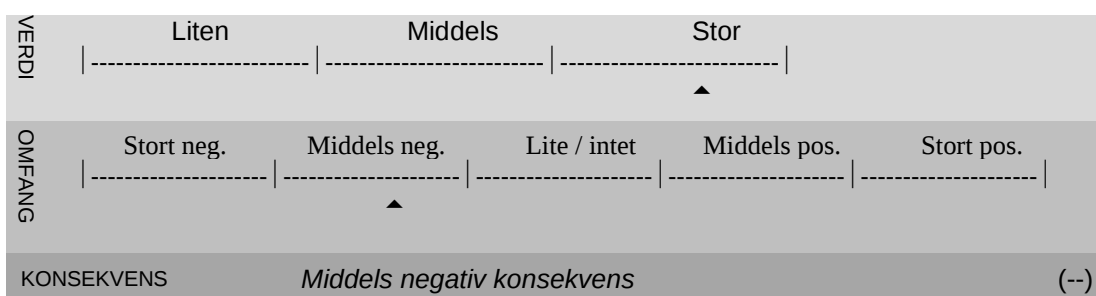 VERDI
Liten Middels Stor
|--------------------------|--------------------------|--------------------------|
OMFANG
Stort neg. Middels neg. Lite / intet Middels pos. Stort pos.
|---------------------|---------------------|---------------------|---------------------|---------------------|
KONSEKVENS Middels negativ konsekvens (--)